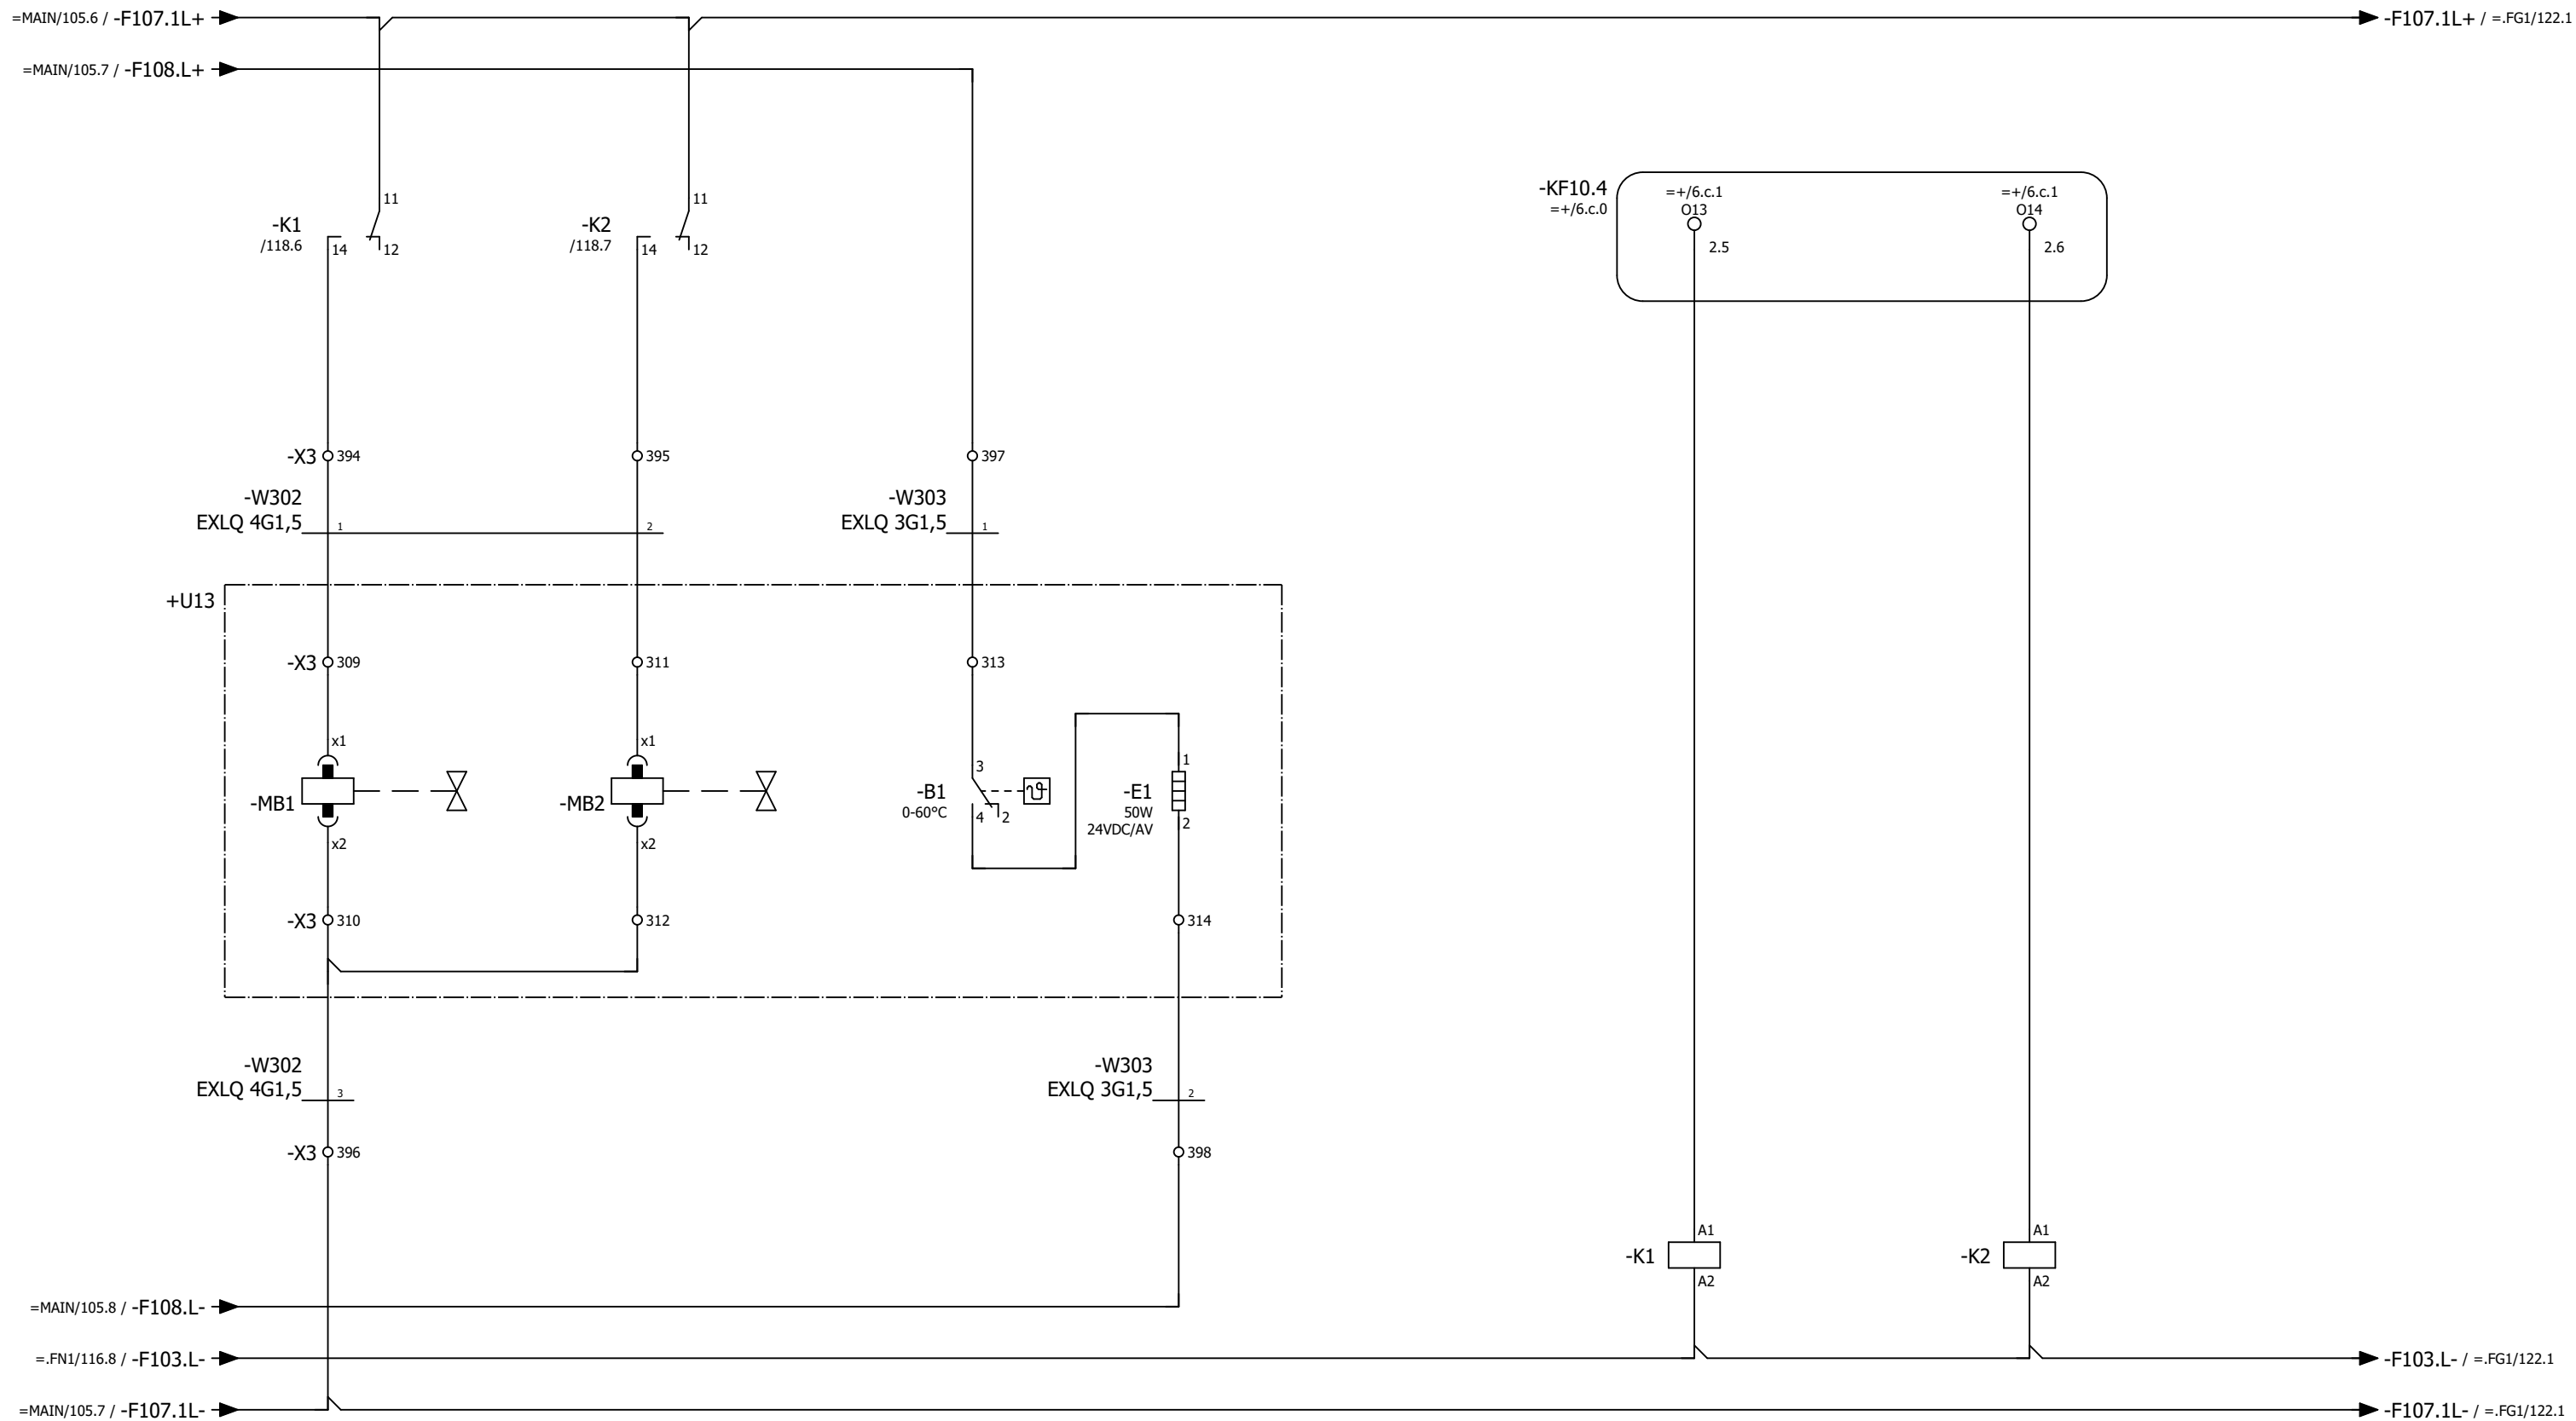 =MAIN/105.6 / -F107.1L+
-F107.1L+ / =.FG1/122.1
=MAIN/105.7 / -F108.L+
-K1
/118.6
11
14
12
-K2
/118.7
11
14
12
-KF10.4
=+/6.c.0
=+/6.c.1
O13
2.5
=+/6.c.1
O14
2.6
-X3
394
395
397
-W302
EXLQ 4G1,5
1
2
-W303
EXLQ 3G1,5
1
+U13
-X3
309
311
313
x1
-MB1
x2
x1
-MB2
x2
3
-B1
0-60°C
4
2
1
-E1
50W
24VDC/AV
2
-X3
310
312
314
-W302
EXLQ 4G1,5
3
-W303
EXLQ 3G1,5
2
-X3
396
398
A1
-K1
A2
A1
-K2
A2
=MAIN/105.8 / -F108.L-
=.FN1/116.8 / -F103.L-
-F103.L- / =.FG1/122.1
=MAIN/105.7 / -F107.1L-
-F107.1L- / =.FG1/122.1